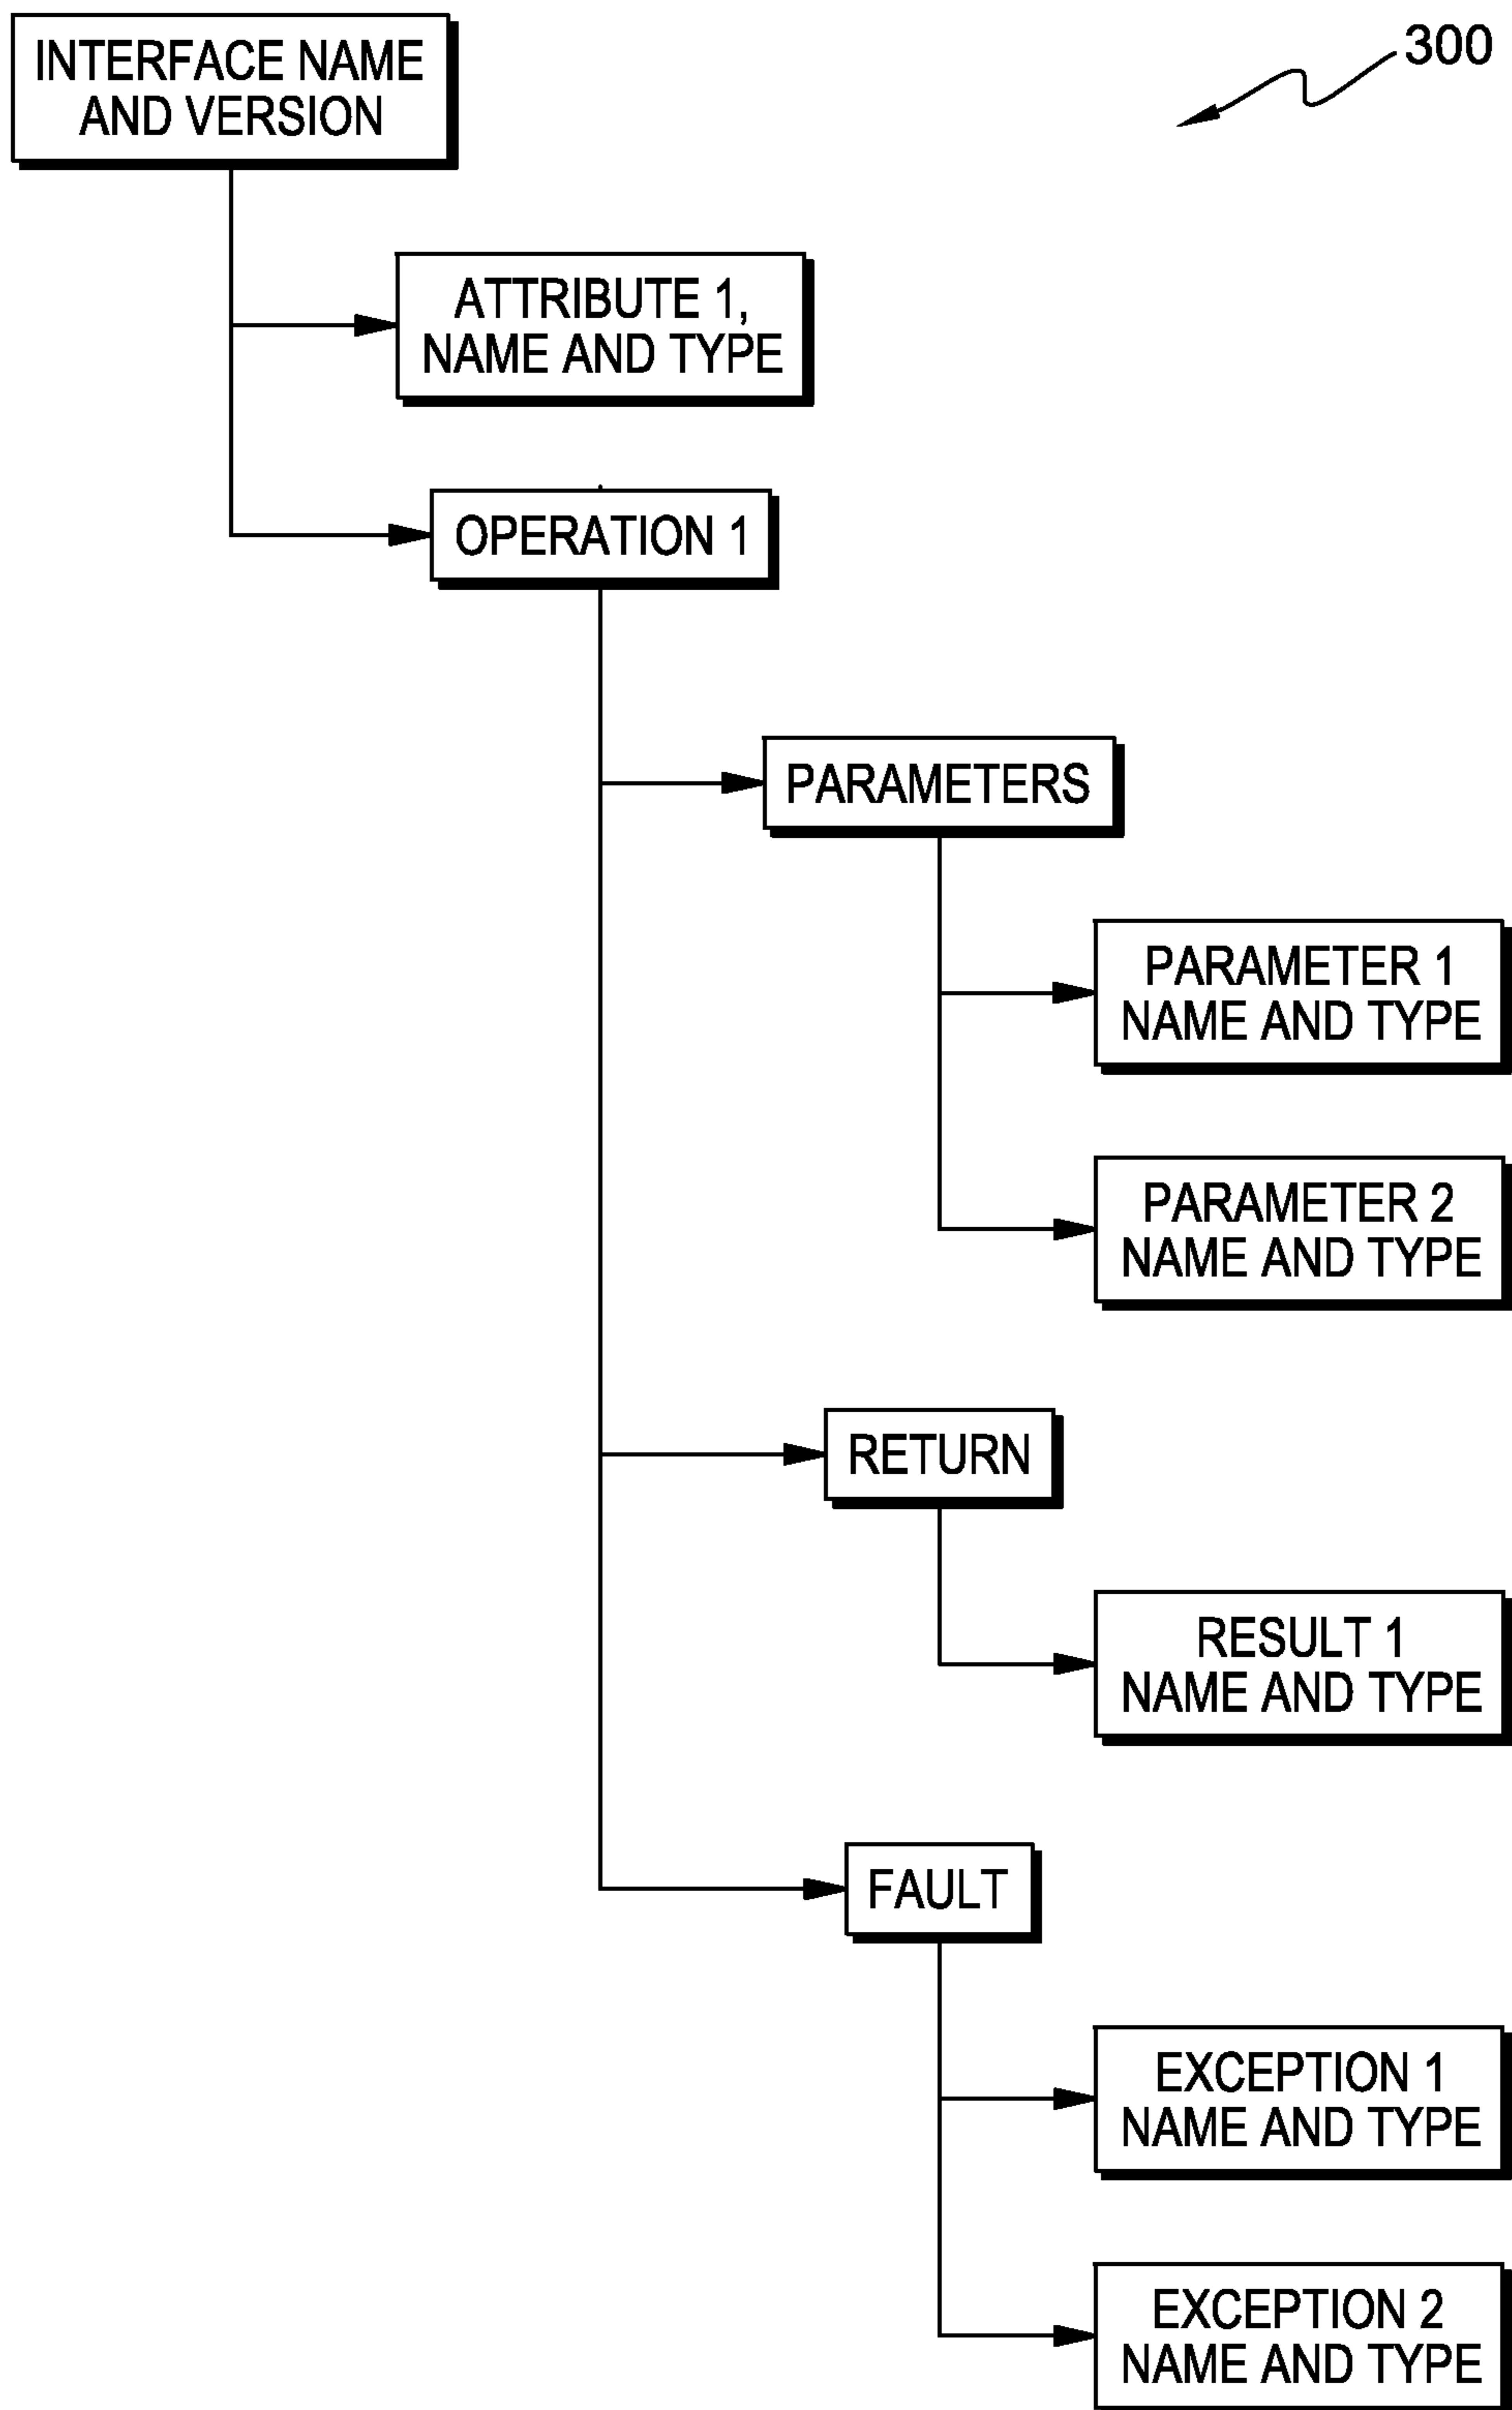 INTERFACE NAME
AND VERSION
300
ATTRIBUTE 1,
NAME AND TYPE
OPERATION 1
PARAMETERS
PARAMETER 1
NAME AND TYPE
PARAMETER 2
NAME AND TYPE
RETURN
RESULT 1
NAME AND TYPE
FAULT
EXCEPTION 1
NAME AND TYPE
EXCEPTION 2
NAME AND TYPE